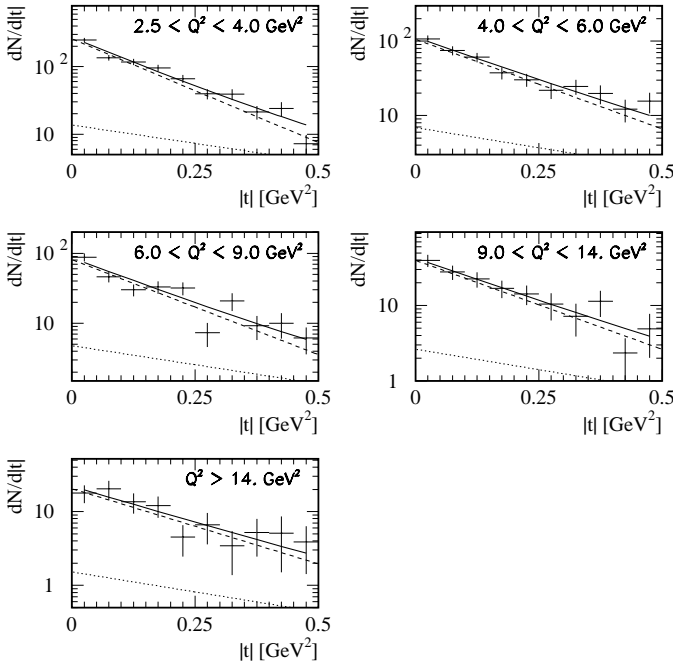 dN/d|t| 2.5 < Q² < 4.0 GeV²
10²
10
0 0.25 0.5
|t| [GeV²]
dN/d|t| 4.0 < Q² < 6.0 GeV²
10²
10
0 0.25 0.5
|t| [GeV²]
dN/d|t| 6.0 < Q² < 9.0 GeV²
10²
10
0 0.25 0.5
|t| [GeV²]
dN/d|t| 9.0 < Q² < 14. GeV²
10
1
0 0.25 0.5
|t| [GeV²]
dN/d|t| Q² > 14. GeV²
10
1
0 0.25 0.5
|t| [GeV²]